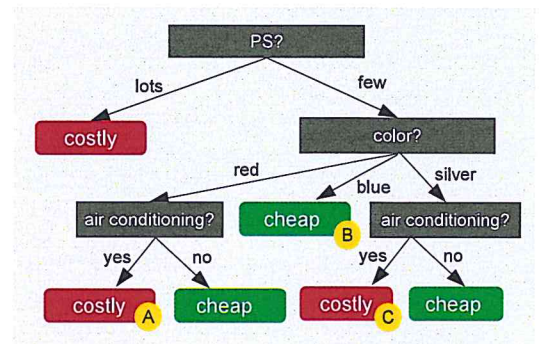 PS?
lots
few
costly
color?
red
blue
silver
air conditioning?
cheap
B
air conditioning?
yes
no
yes
no
costly
A
cheap
costly
C
cheap